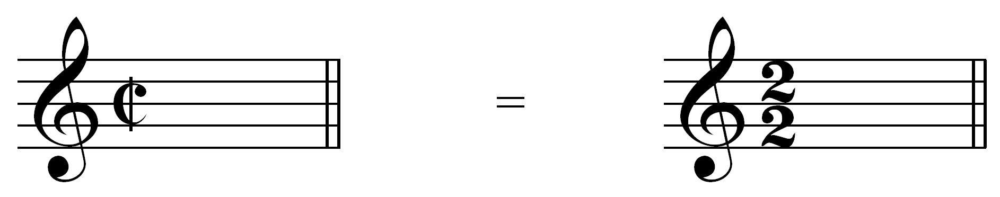 𝄵 = 2
2